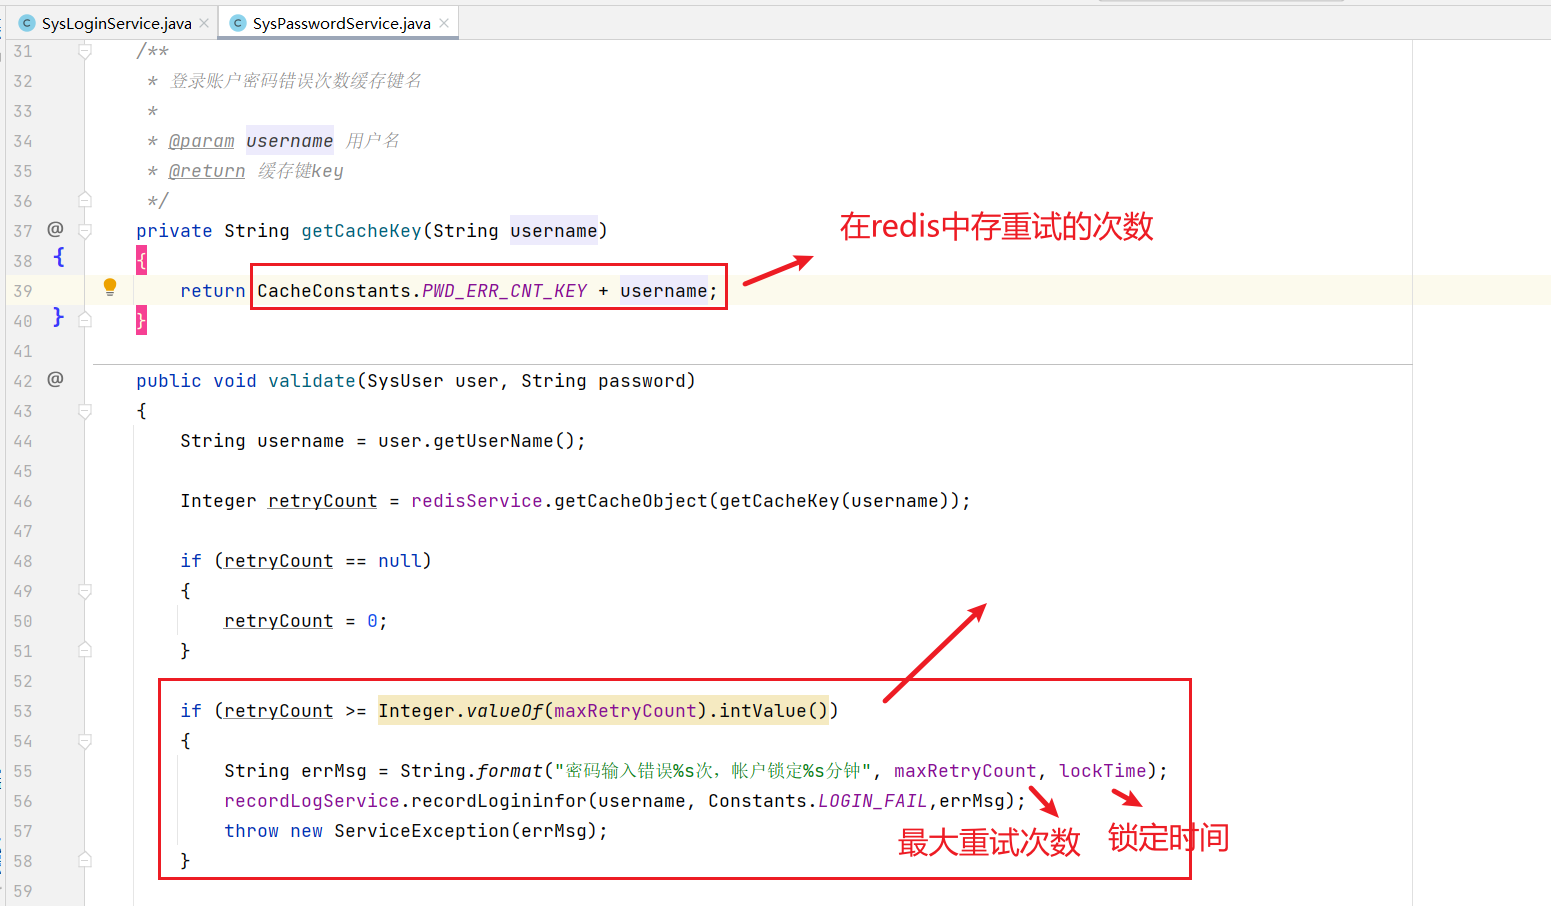 SysLoginService.java
SysPasswordService.java
31 /**
32 * 登录账户密码错误次数缓存键名
33 *
34 * @param username 用户名
35 * @return 缓存键key
36 */
37 @ private String getCacheKey(String username)
38 { {
39 return CacheConstants.PWD_ERR_CNT_KEY + username;
40 } }
在redis中存重试的次数
41
42 @ public void validate(SysUser user, String password)
43 {
44 String username = user.getUserName();
45
46 Integer retryCount = redisService.getCacheObject(getCacheKey(username));
47
48 if (retryCount == null)
49 {
50 retryCount = 0;
51 }
52
53 if (retryCount >= Integer.valueOf(maxRetryCount).intValue())
54 {
55 String errMsg = String.format("密码输入错误%s次，帐户锁定%s分钟", maxRetryCount, lockTime);
56 recordLogService.recordLogininfor(username, Constants.LOGIN_FAIL,errMsg);
57 throw new ServiceException(errMsg);
58 }
最大重试次数
锁定时间
59